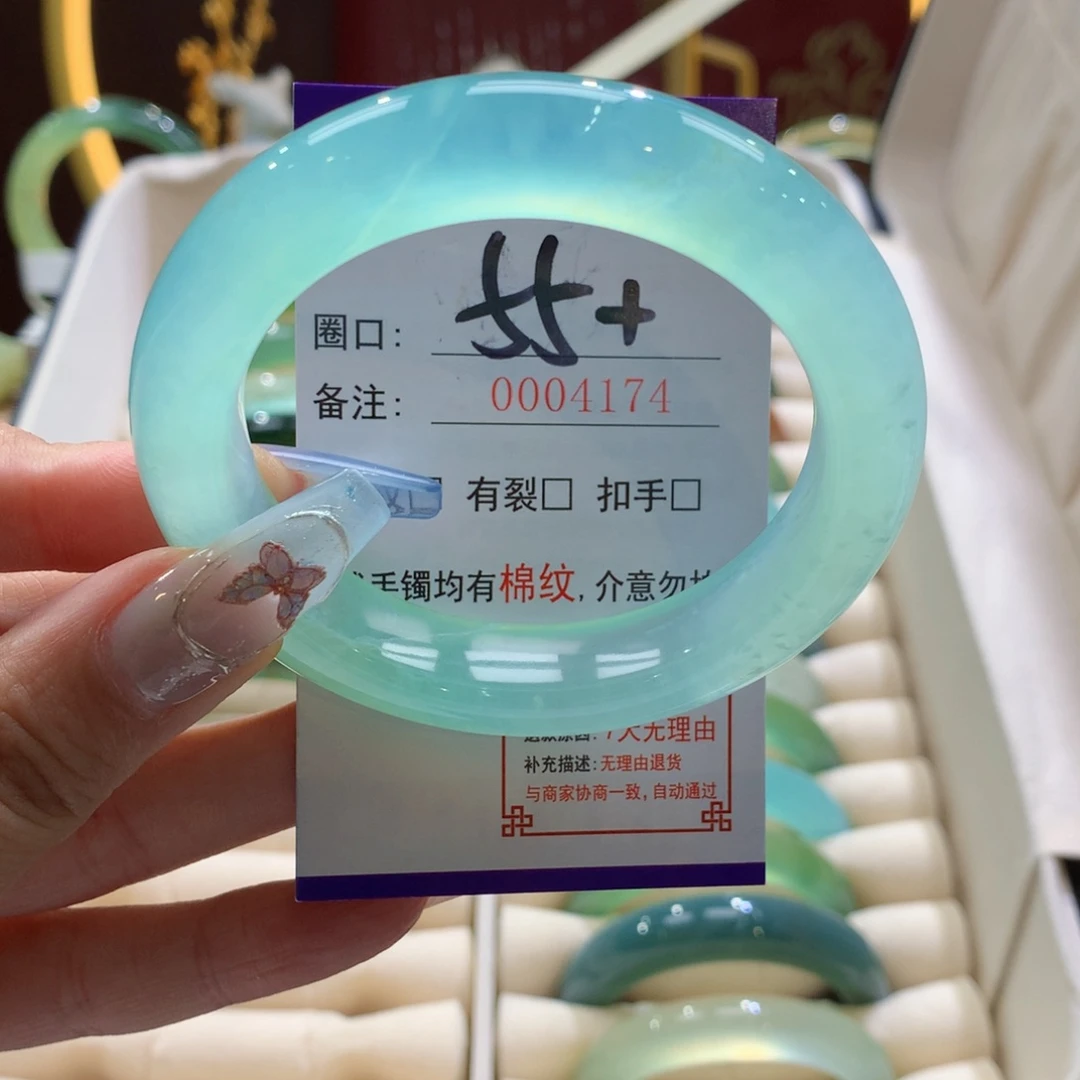 圈口: 55+
备注: 0004174
有裂□ 扣手□
手镯均有棉纹, 介意勿
7天无理由
补充描述:无理由退货
与商家协商一致,自动通过